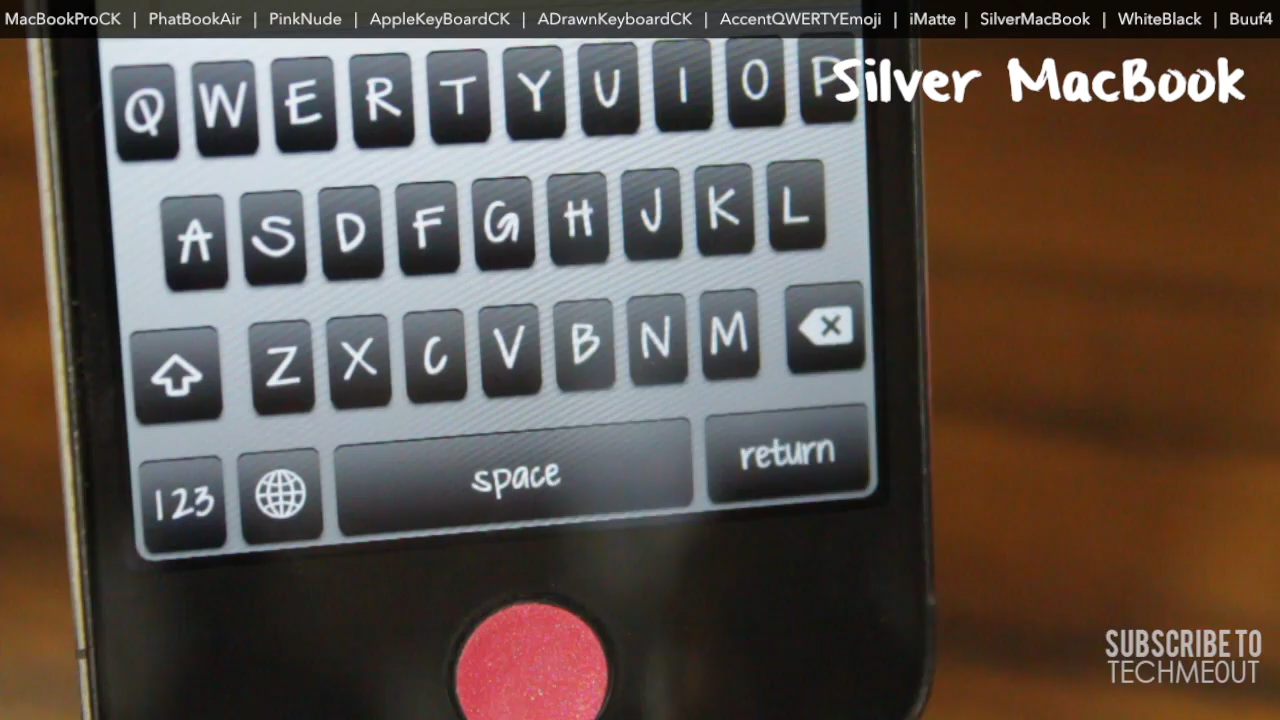 MacBookProCK | PhatBookAir | PinkNude | AppleKeyBoardCK | ADrawnKeyboardCK | AccentQWERTYEmoji | iMatte | SilverMacBook | WhiteBlack | Buuf4
Silver MacBook
Q W E R T Y U I O P
A S D F G H J K L
Z X C V B N M
123 space return
SUBSCRIBE TO
TECHMEOUT